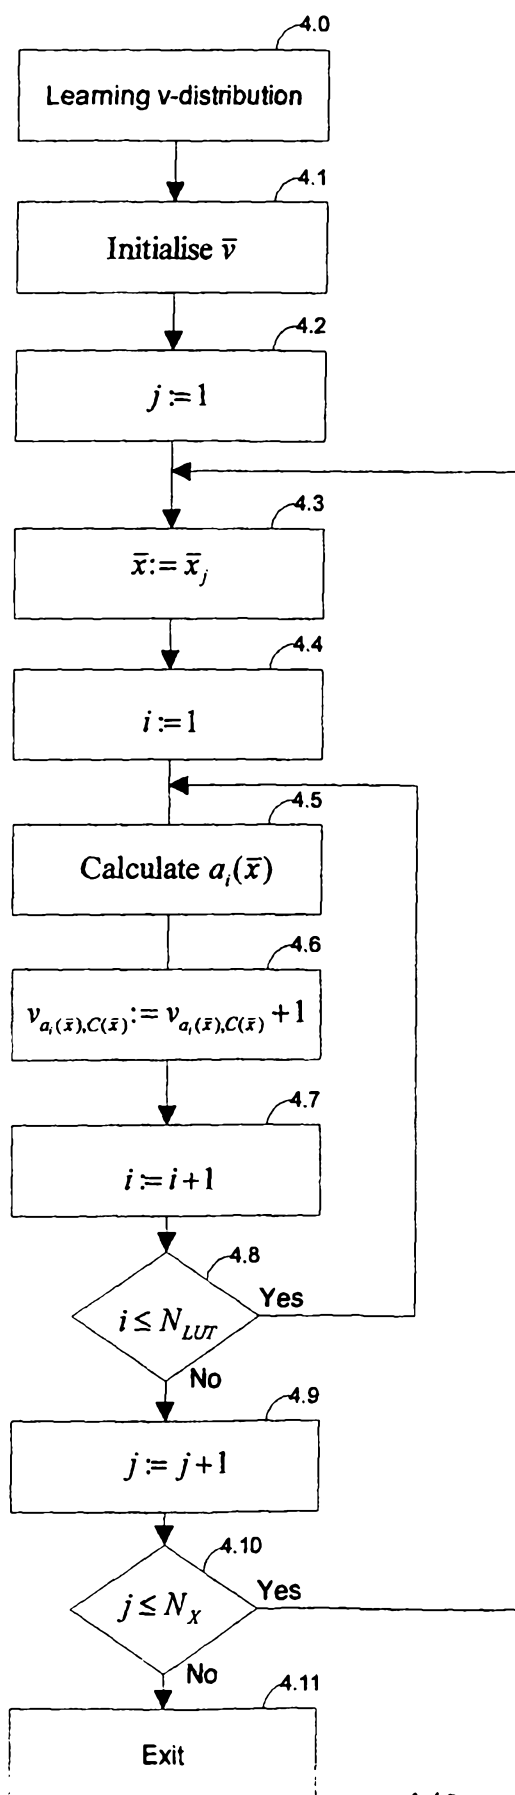 4.0
Learning v-distribution
4.1
Initialise v̄
4.2
j := 1
4.3
x̄ := x̄_j
4.4
i := 1
4.5
Calculate a_i(x̄)
4.6
v_{a_i(x̄),C(x̄)} := v_{a_i(x̄),C(x̄)} + 1
4.7
i := i + 1
4.8
i ≤ N_{LUT}
Yes
No
4.9
j := j + 1
4.10
j ≤ N_X
Yes
No
4.11
Exit